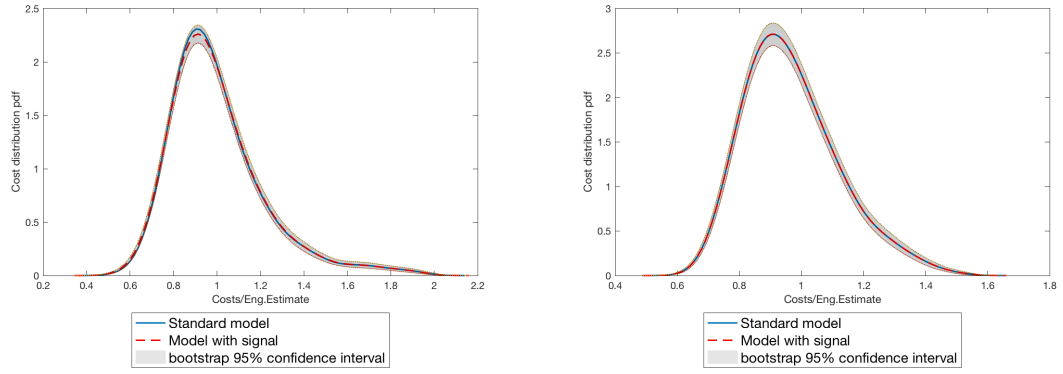 2.5
2
1.5
1
0.5
0
Cost distribution pdf
0.2 0.4 0.6 0.8 1 1.2 1.4 1.6 1.8 2 2.2
Costs/Eng.Estimate
Standard model
Model with signal
bootstrap 95% confidence interval
3
2.5
2
1.5
1
0.5
0
Cost distribution pdf
0.4 0.6 0.8 1 1.2 1.4 1.6 1.8
Costs/Eng.Estimate
Standard model
Model with signal
bootstrap 95% confidence interval